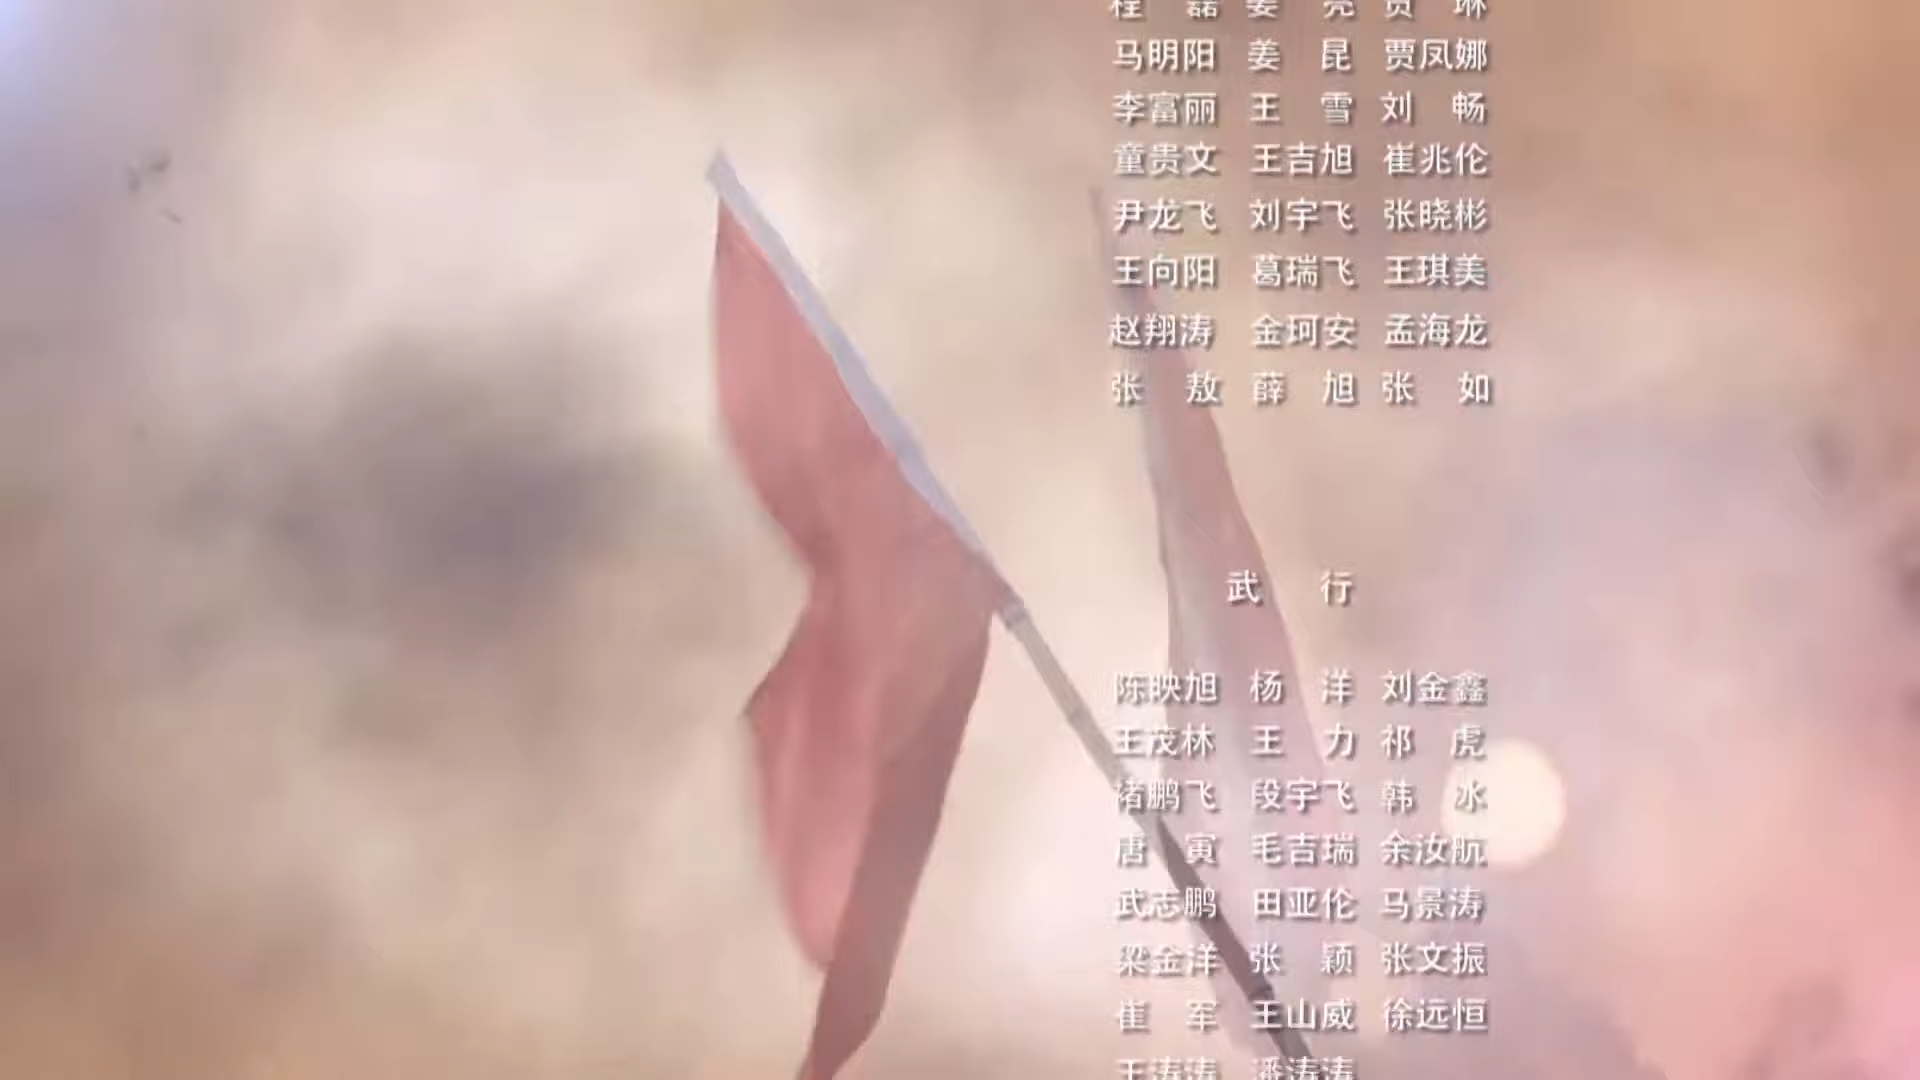 马明阳 姜 昆 贾凤娜
李富丽 王 雪 刘 畅
童贵文 王吉旭 崔兆伦
尹龙飞 刘宇飞 张晓彬
王向阳 葛瑞飞 王琪美
赵翔涛 金珂安 孟海龙
张 敖 薛 旭 张 如
武 行
陈映旭 杨 洋 刘金鑫
王茂林 王 力 祁 虎
褚鹏飞 段宇飞 韩 冰
唐 寅 毛吉瑞 余汝航
武志鹏 田亚伦 马景涛
梁金洋 张 颖 张文振
崔 军 王山威 徐远恒
王涛涛 潘涛涛